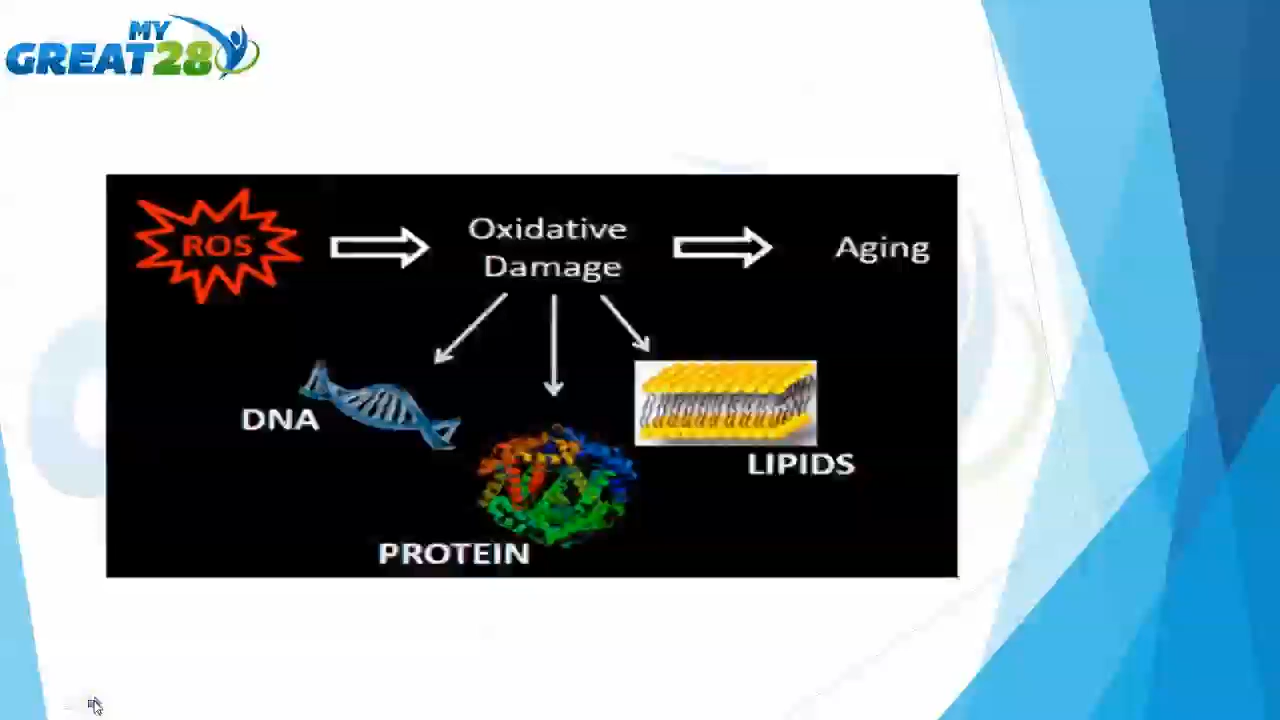 MY
GREAT28
ROS
Oxidative
Damage
Aging
DNA
LIPIDS
PROTEIN